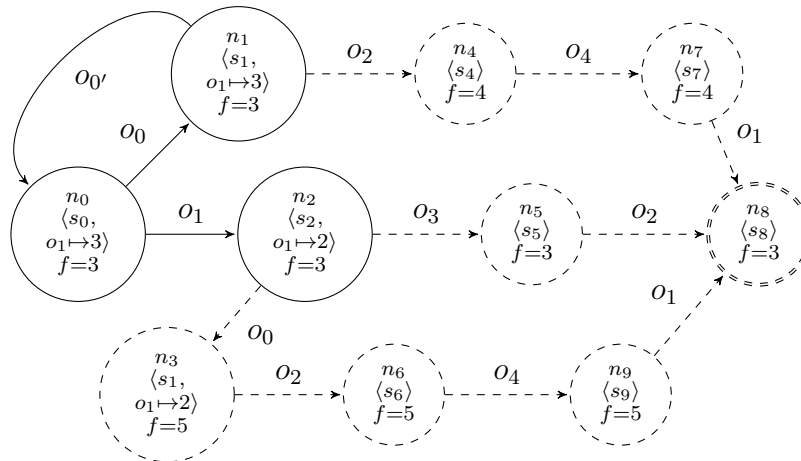 n₁
⟨s₁,
o₁↦3⟩
f=3
o₂
n₄
⟨s₄⟩
f=4
o₄
n₇
⟨s₇⟩
f=4
o₀′
o₀
o₁
n₀
⟨s₀,
o₁↦3⟩
f=3
o₁
n₂
⟨s₂,
o₁↦2⟩
f=3
o₃
n₅
⟨s₅⟩
f=3
o₂
n₈
⟨s₈⟩
f=3
o₀
o₁
n₃
⟨s₁,
o₁↦2⟩
f=5
o₂
n₆
⟨s₆⟩
f=5
o₄
n₉
⟨s₉⟩
f=5